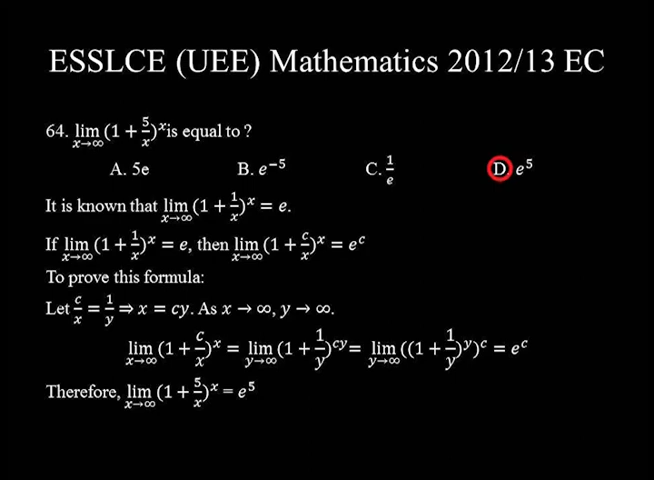 ESSLCE (UEE) Mathematics 2012/13 EC
64. lim_{x→∞} (1 + 5/x)^x is equal to ?
A. 5e B. e^{−5} C. 1/e D. e^5
It is known that lim_{x→∞} (1 + 1/x)^x = e.
If lim_{x→∞} (1 + 1/x)^x = e, then lim_{x→∞} (1 + c/x)^x = e^c
To prove this formula:
Let c/x = 1/y ⇒ x = cy. As x → ∞, y → ∞.
lim_{x→∞} (1 + c/x)^x = lim_{y→∞} (1 + 1/y)^{cy} = lim_{y→∞} ((1 + 1/y)^y)^c = e^c
Therefore, lim_{x→∞} (1 + 5/x)^x = e^5